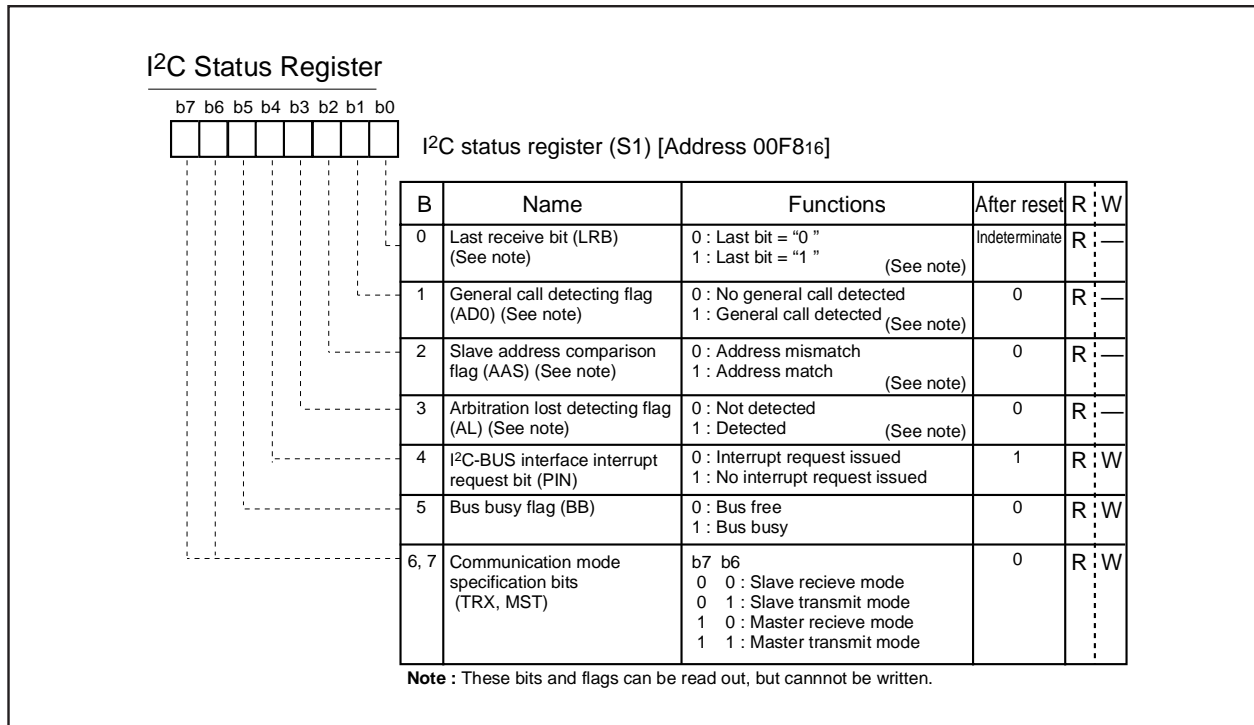 I2C Status Register
b7 b6 b5 b4 b3 b2 b1 b0
I2C status register (S1) [Address 00F816]
B Name Functions After reset R W
0 Last receive bit (LRB) (See note) 0 : Last bit = “0 ” 1 : Last bit = “1 ” (See note) Indeterminate R —
1 General call detecting flag (AD0) (See note) 0 : No general call detected 1 : General call detected (See note) 0 R —
2 Slave address comparison flag (AAS) (See note) 0 : Address mismatch 1 : Address match (See note) 0 R —
3 Arbitration lost detecting flag (AL) (See note) 0 : Not detected 1 : Detected (See note) 0 R —
4 I2C-BUS interface interrupt request bit (PIN) 0 : Interrupt request issued 1 : No interrupt request issued 1 R W
5 Bus busy flag (BB) 0 : Bus free 1 : Bus busy 0 R W
6, 7 Communication mode specification bits (TRX, MST) b7 b6 0 R W
0 0 : Slave recieve mode
0 1 : Slave transmit mode
1 0 : Master recieve mode
1 1 : Master transmit mode
Note : These bits and flags can be read out, but cannnot be written.